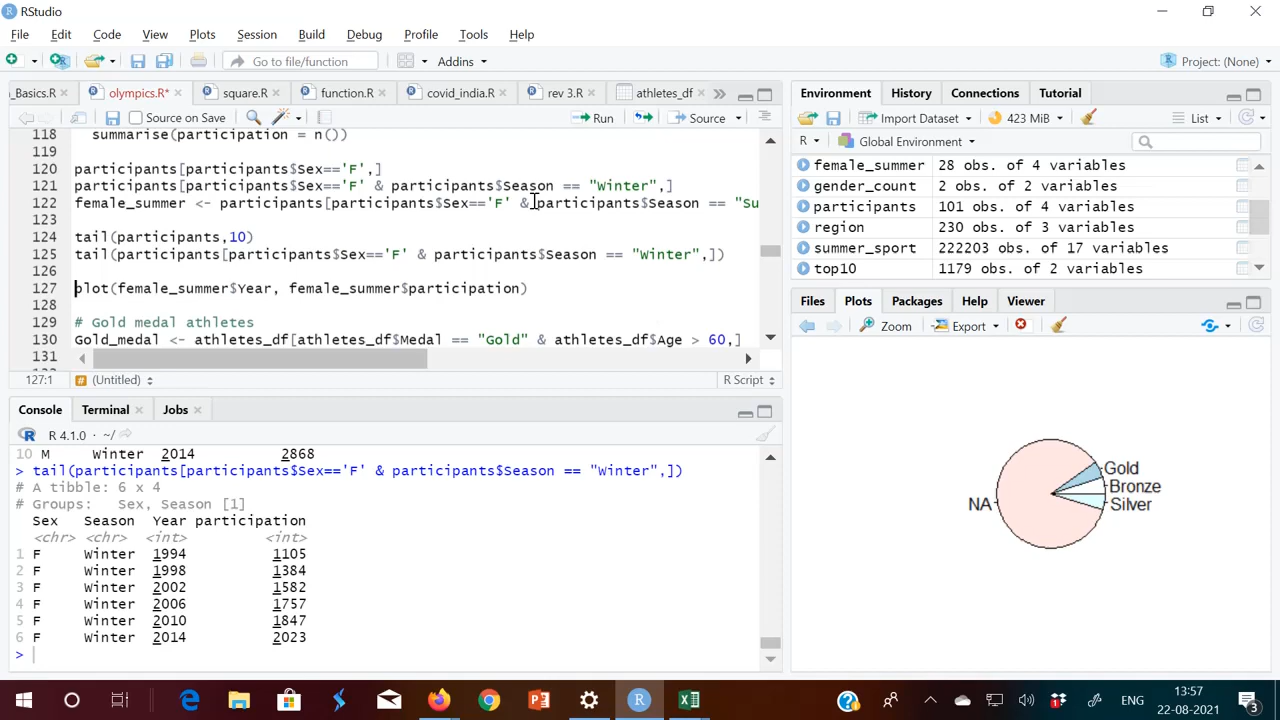 RStudio
File Edit Code View Plots Session Build Debug Profile Tools Help
Go to file/function Addins Project: (None)
_Basics.R olympics.R* square.R function.R covid_india.R rev 3.R athletes_df
Source on Save Run Source
118 summarise(participation = n())
119
120 participants[participants$Sex=='F',]
121 participants[participants$Sex=='F' & participants$Season == "Winter",]
122 female_summer <- participants[participants$Sex=='F' & participants$Season == "Su
123
124 tail(participants,10)
125 tail(participants[participants$Sex=='F' & participants$Season == "Winter",])
126
127 plot(female_summer$Year, female_summer$participation)
128
129 # Gold medal athletes
130 Gold_medal <- athletes_df[athletes_df$Medal == "Gold" & athletes_df$Age > 60,]
131
127:1 # (Untitled) R Script
Console Terminal Jobs
R 4.1.0 · ~/
10 M Winter 2014 2868
> tail(participants[participants$Sex=='F' & participants$Season == "Winter",])
# A tibble: 6 x 4
# Groups: Sex, Season [1]
Sex Season Year participation
<chr> <chr> <int> <int>
1 F Winter 1994 1105
2 F Winter 1998 1384
3 F Winter 2002 1582
4 F Winter 2006 1757
5 F Winter 2010 1847
6 F Winter 2014 2023
>
Environment History Connections Tutorial
Import Dataset 423 MiB List
R Global Environment
female_summer 28 obs. of 4 variables
gender_count 2 obs. of 2 variables
participants 101 obs. of 4 variables
region 230 obs. of 3 variables
summer_sport 222203 obs. of 17 variables
top10 1179 obs. of 2 variables
Files Plots Packages Help Viewer
Zoom Export
Gold
Bronze
NA
Silver
ENG
13:57
22-08-2021
3